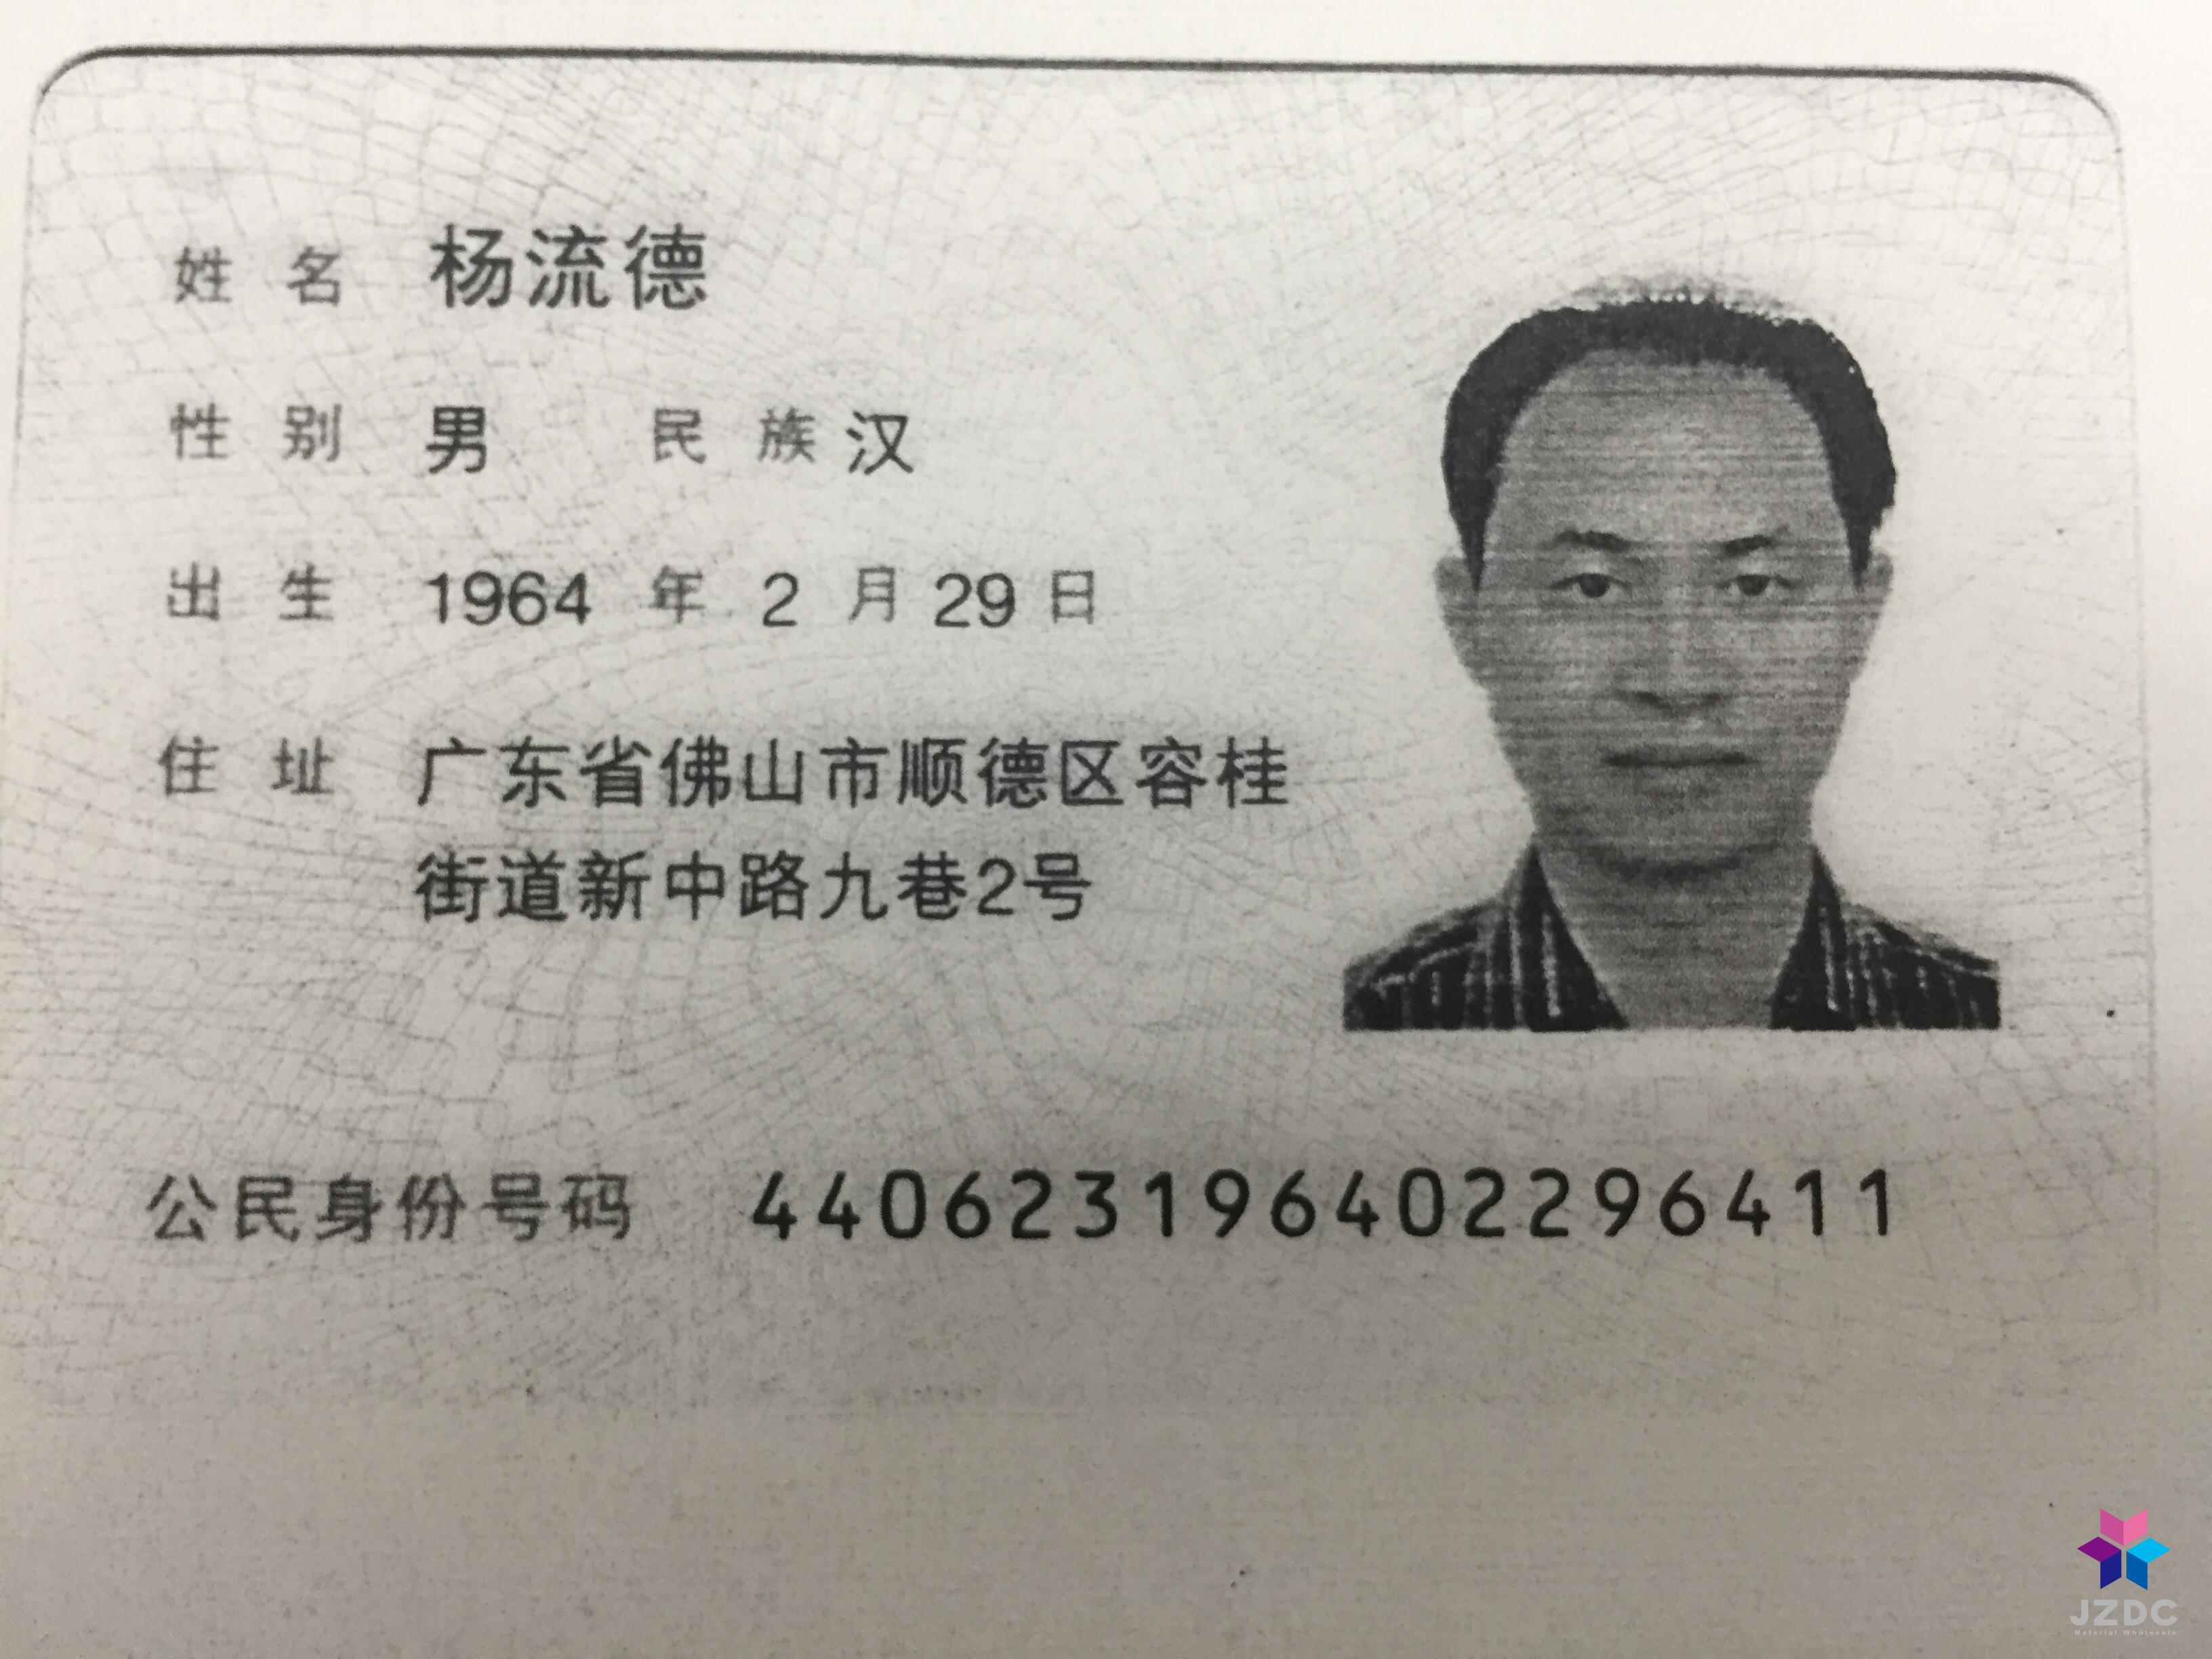 姓名 杨流德
性别 男 民族 汉
出生 1964 年 2 月 29 日
住址 广东省佛山市顺德区容桂
街道新中路九巷2号
公民身份号码 440623196402296411
JZDC
Material Wholesale